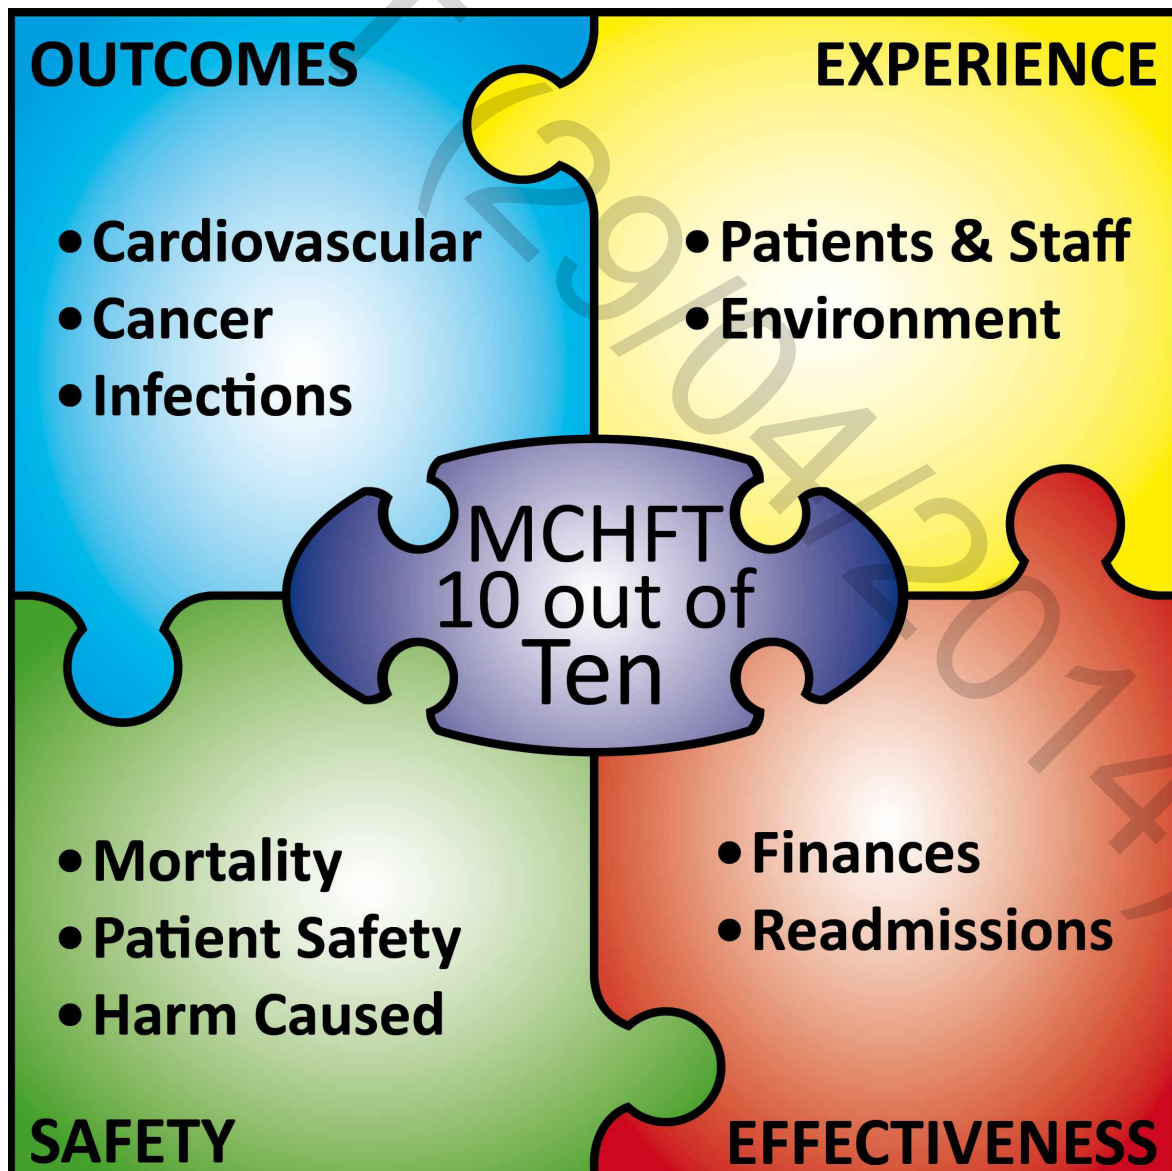 OUTCOMES
• Cardiovascular
• Cancer
• Infections
EXPERIENCE
• Patients & Staff
• Environment
MCHFT
10 out of
Ten
• Mortality
• Patient Safety
• Harm Caused
SAFETY
• Finances
• Readmissions
EFFECTIVENESS
(29/04/2014)